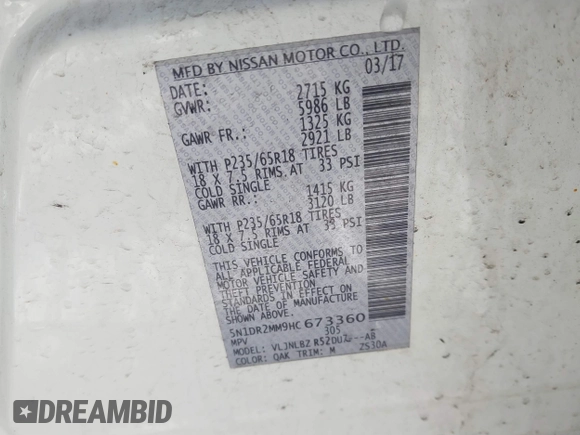 MFD BY NISSAN MOTOR CO., LTD.
DATE: 03/17
GVWR: 2715 KG
5986 LB
GAWR FR.: 1325 KG
2921 LB
WITH P235/65R18 TIRES
18 X 7.5 RIMS AT 33 PSI
COLD SINGLE
GAWR RR.: 1415 KG
3120 LB
WITH P235/65R18 TIRES
18 X 7.5 RIMS AT 33 PSI
COLD SINGLE
THIS VEHICLE CONFORMS TO
ALL APPLICABLE FEDERAL
MOTOR VEHICLE SAFETY AND
THEFT PREVENTION
STANDARDS IN EFFECT ON
THE DATE OF MANUFACTURE
SHOWN ABOVE.
5N1DR2MM9HC673360
MPV 305
MODEL: VLJNLBZ R52DU
COLOR: QAK TRIM: M ZS30A
DREAMBID